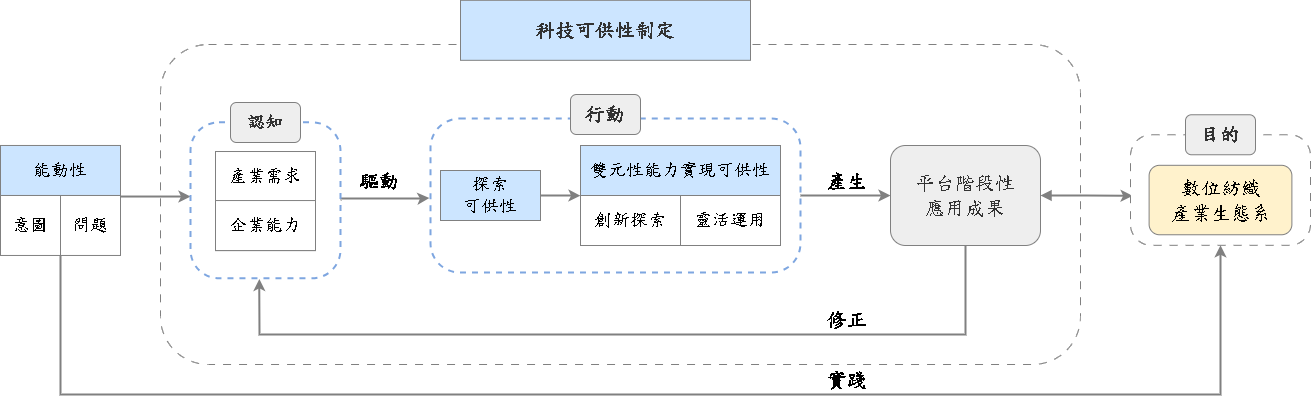 科技可供性制定
認知
行動
目的
能動性
意圖
問題
產業需求
企業能力
驅動
探索
可供性
雙元性能力實現可供性
創新探索
靈活運用
產生
平台階段性
應用成果
數位紡織
產業生態系
修正
實踐